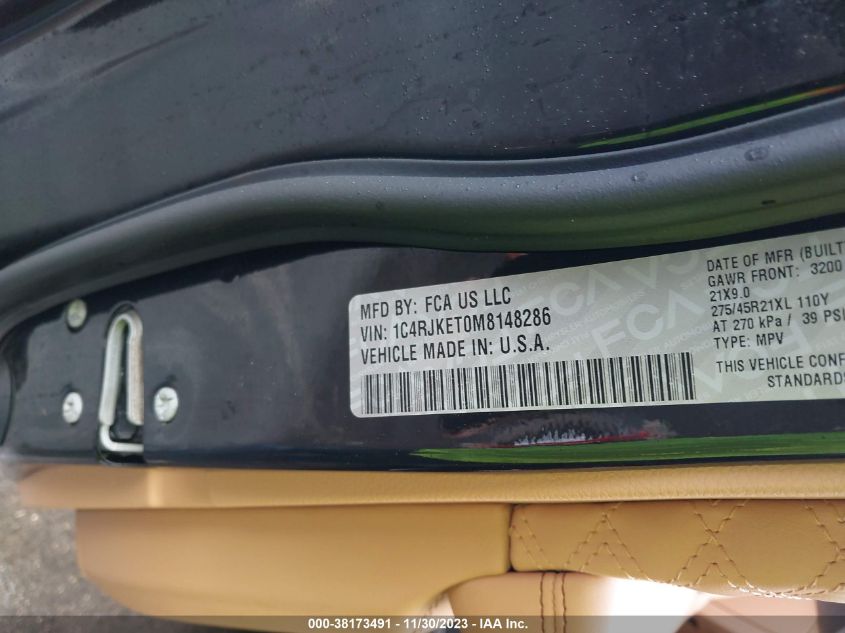 MFD BY: FCA US LLC
VIN: 1C4RJKET0M8148286
VEHICLE MADE IN: U.S.A.
DATE OF MFR (BUILT
GAWR FRONT: 3200
21X9.0
275/45R21XL 110Y
AT 270 kPa / 39 PSI
TYPE: MPV
THIS VEHICLE CONF
STANDARDS
000-38173491 - 11/30/2023 - IAA Inc.